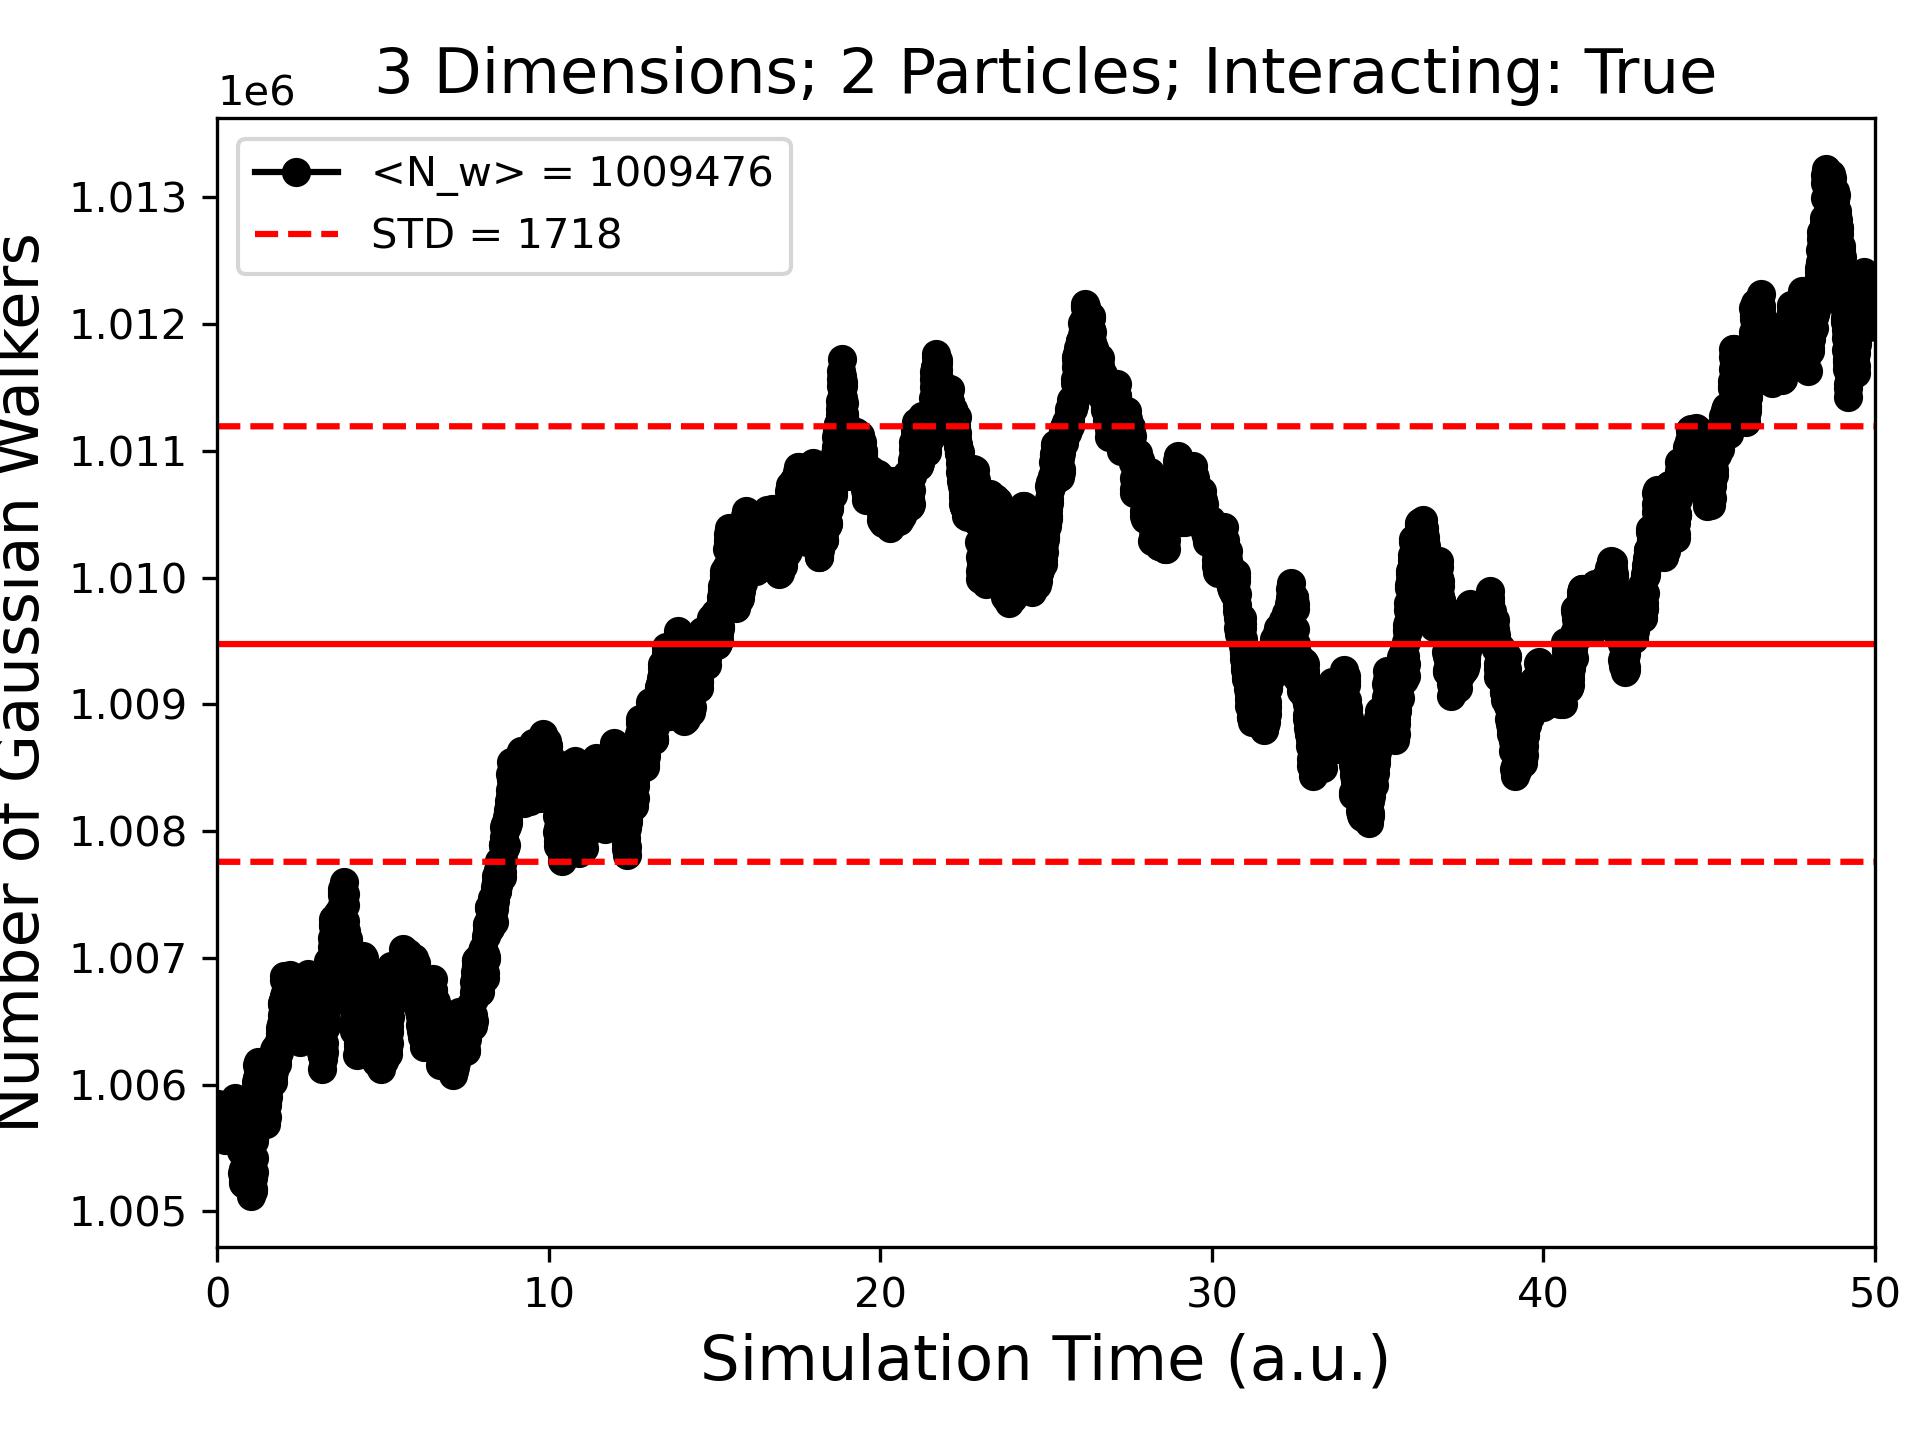 3 Dimensions; 2 Particles; Interacting: True
1e6
<N_w> = 1009476
STD = 1718
Number of Gaussian Walkers
1.013
1.012
1.011
1.010
1.009
1.008
1.007
1.006
1.005
0 10 20 30 40 50
Simulation Time (a.u.)